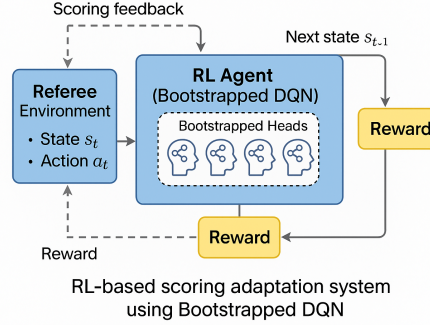 Scoring feedback
Next state s_{t-1}
Referee
Environment
• State s_t
• Action a_t
RL Agent
(Bootstrapped DQN)
Bootstrapped Heads
Reward
Reward
Reward
RL-based scoring adaptation system
using Bootstrapped DQN